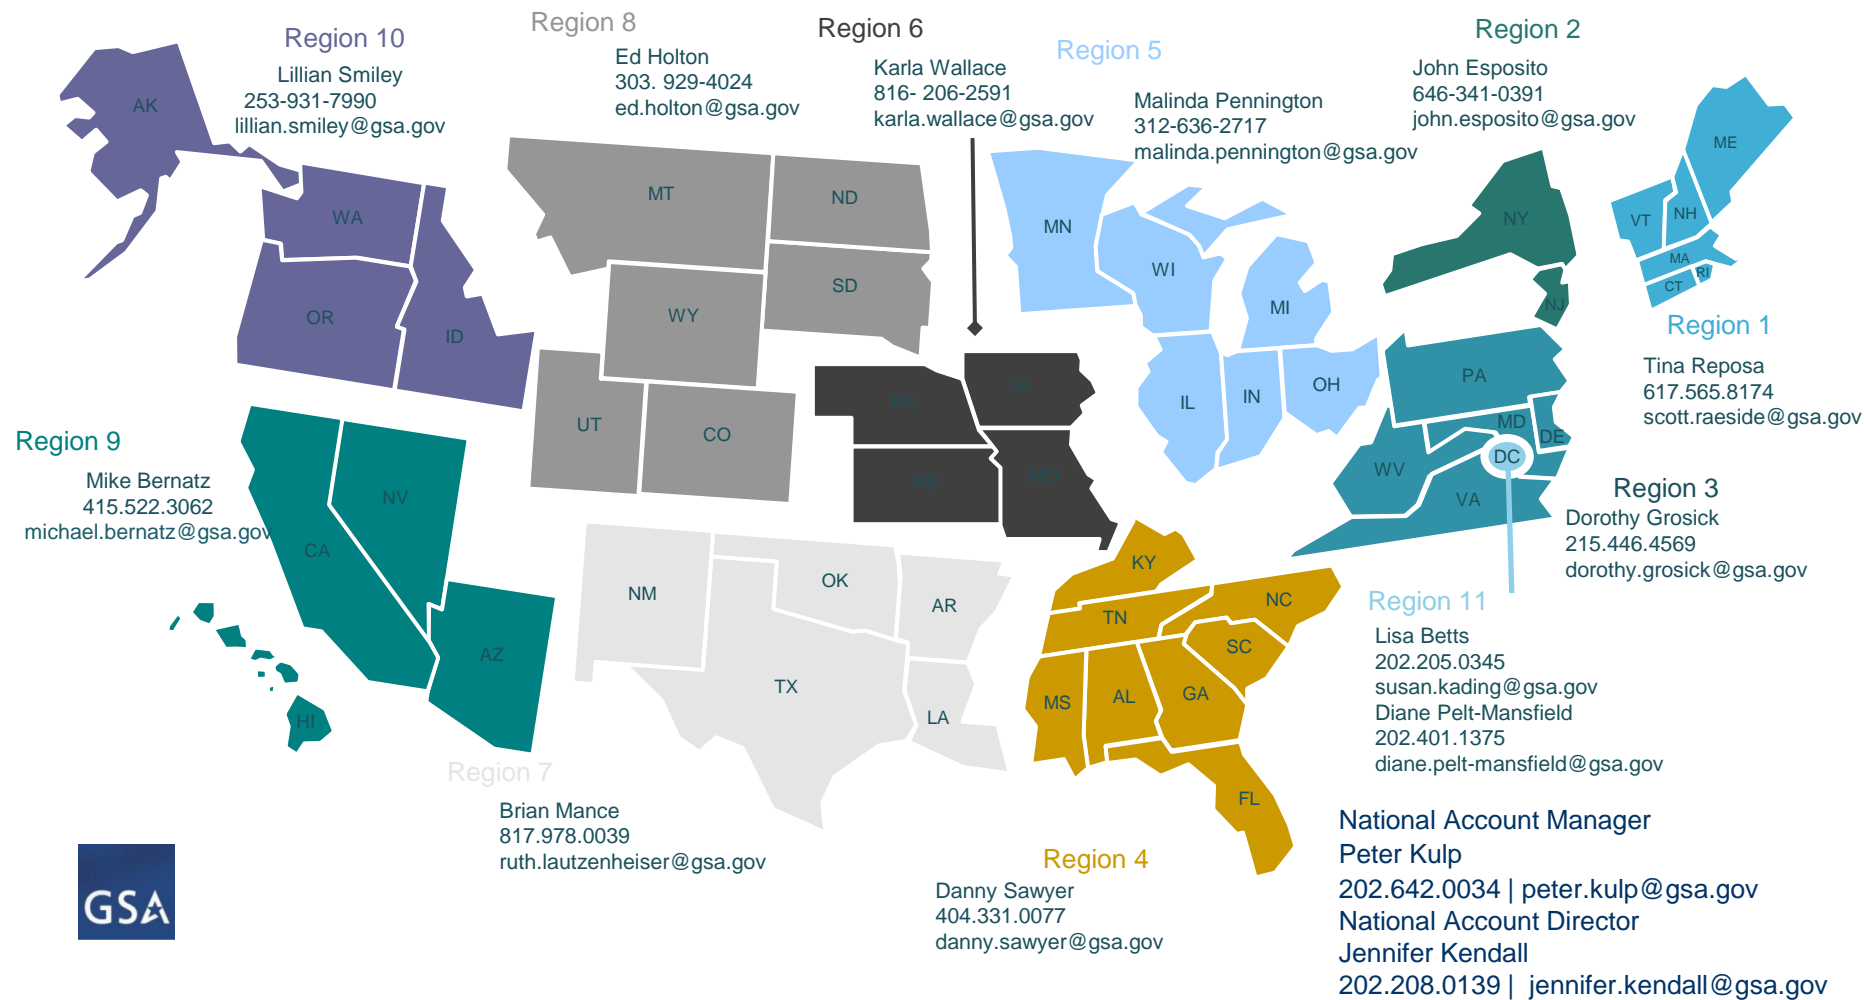 Region 10
Lillian Smiley
253-931-7990
lillian.smiley@gsa.gov
Region 8
Ed Holton
303. 929-4024
ed.holton@gsa.gov
Region 6
Karla Wallace
816- 206-2591
karla.wallace@gsa.gov
Region 5
Malinda Pennington
312-636-2717
malinda.pennington@gsa.gov
Region 2
John Esposito
646-341-0391
john.esposito@gsa.gov
AK
WA
OR
ID
MT
ND
SD
WY
UT
CO
NE
IA
KS
MO
MN
WI
MI
IL
IN
OH
NY
NJ
ME
VT
NH
MA
RI
CT
Region 1
Tina Reposa
617.565.8174
scott.raeside@gsa.gov
PA
MD
DE
DC
WV
VA
Region 3
Dorothy Grosick
215.446.4569
dorothy.grosick@gsa.gov
Region 9
Mike Bernatz
415.522.3062
michael.bernatz@gsa.gov
NV
CA
AZ
HI
NM
OK
AR
TX
LA
Region 7
Brian Mance
817.978.0039
ruth.lautzenheiser@gsa.gov
KY
TN
NC
SC
MS
AL
GA
FL
Region 4
Danny Sawyer
404.331.0077
danny.sawyer@gsa.gov
Region 11
Lisa Betts
202.205.0345
susan.kading@gsa.gov
Diane Pelt-Mansfield
202.401.1375
diane.pelt-mansfield@gsa.gov
National Account Manager
Peter Kulp
202.642.0034 | peter.kulp@gsa.gov
National Account Director
Jennifer Kendall
202.208.0139 | jennifer.kendall@gsa.gov
GSA